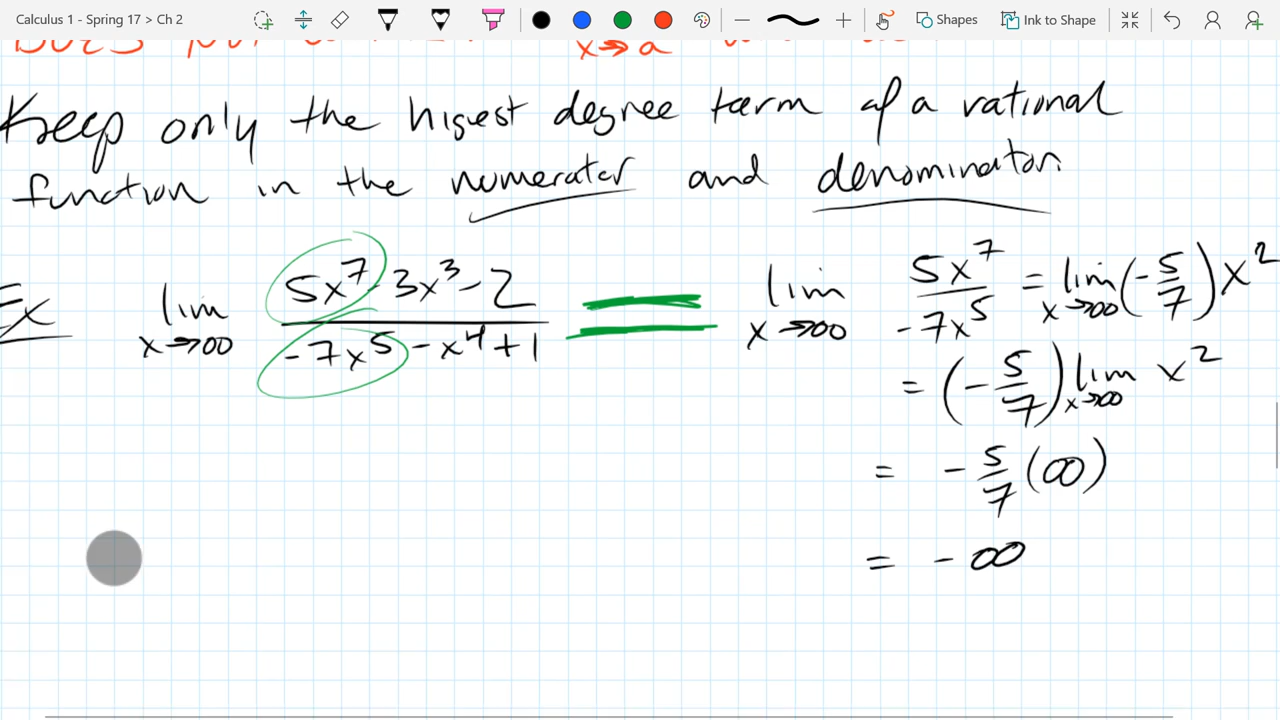 Calculus 1 - Spring 17 > Ch 2
Shapes
Ink to Shape
x→a
Keep only the highest degree term of a rational
function in the numerator and denominator.
Ex lim x→∞ (5x^7 - 3x^3 - 2)/(-7x^5 - x^4 + 1) = lim x→∞ 5x^7/(-7x^5) = lim x→∞ (-5/7) x^2
= (-5/7) lim x→∞ x^2
= -5/7 (∞)
= -∞